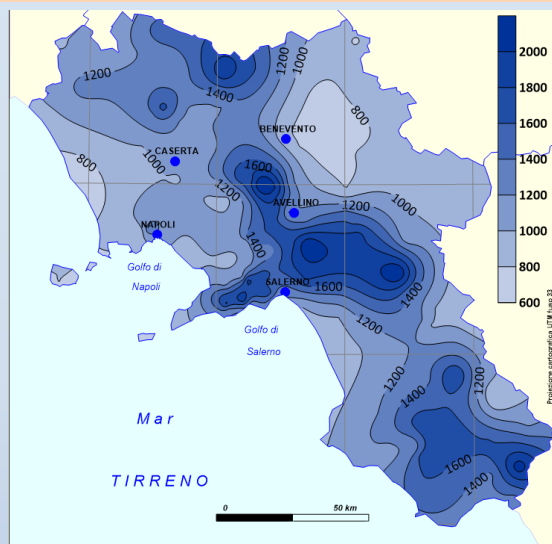 1200
1400
1200
1000
2000
1800
1600
1400
1200
1000
800
600
800
BENEVENTO
CASERTA
1000
800
1600
1200
AVELLINO
1200
1000
NAPOLI
1400
Golfo di
Napoli
SALERNO
1600
1400
Golfo di
Salerno
1200
1200
1200
1400
Mar
TIRRENO
1600
1400
0 50 km
Proiezione cartografica UTM fuso 33